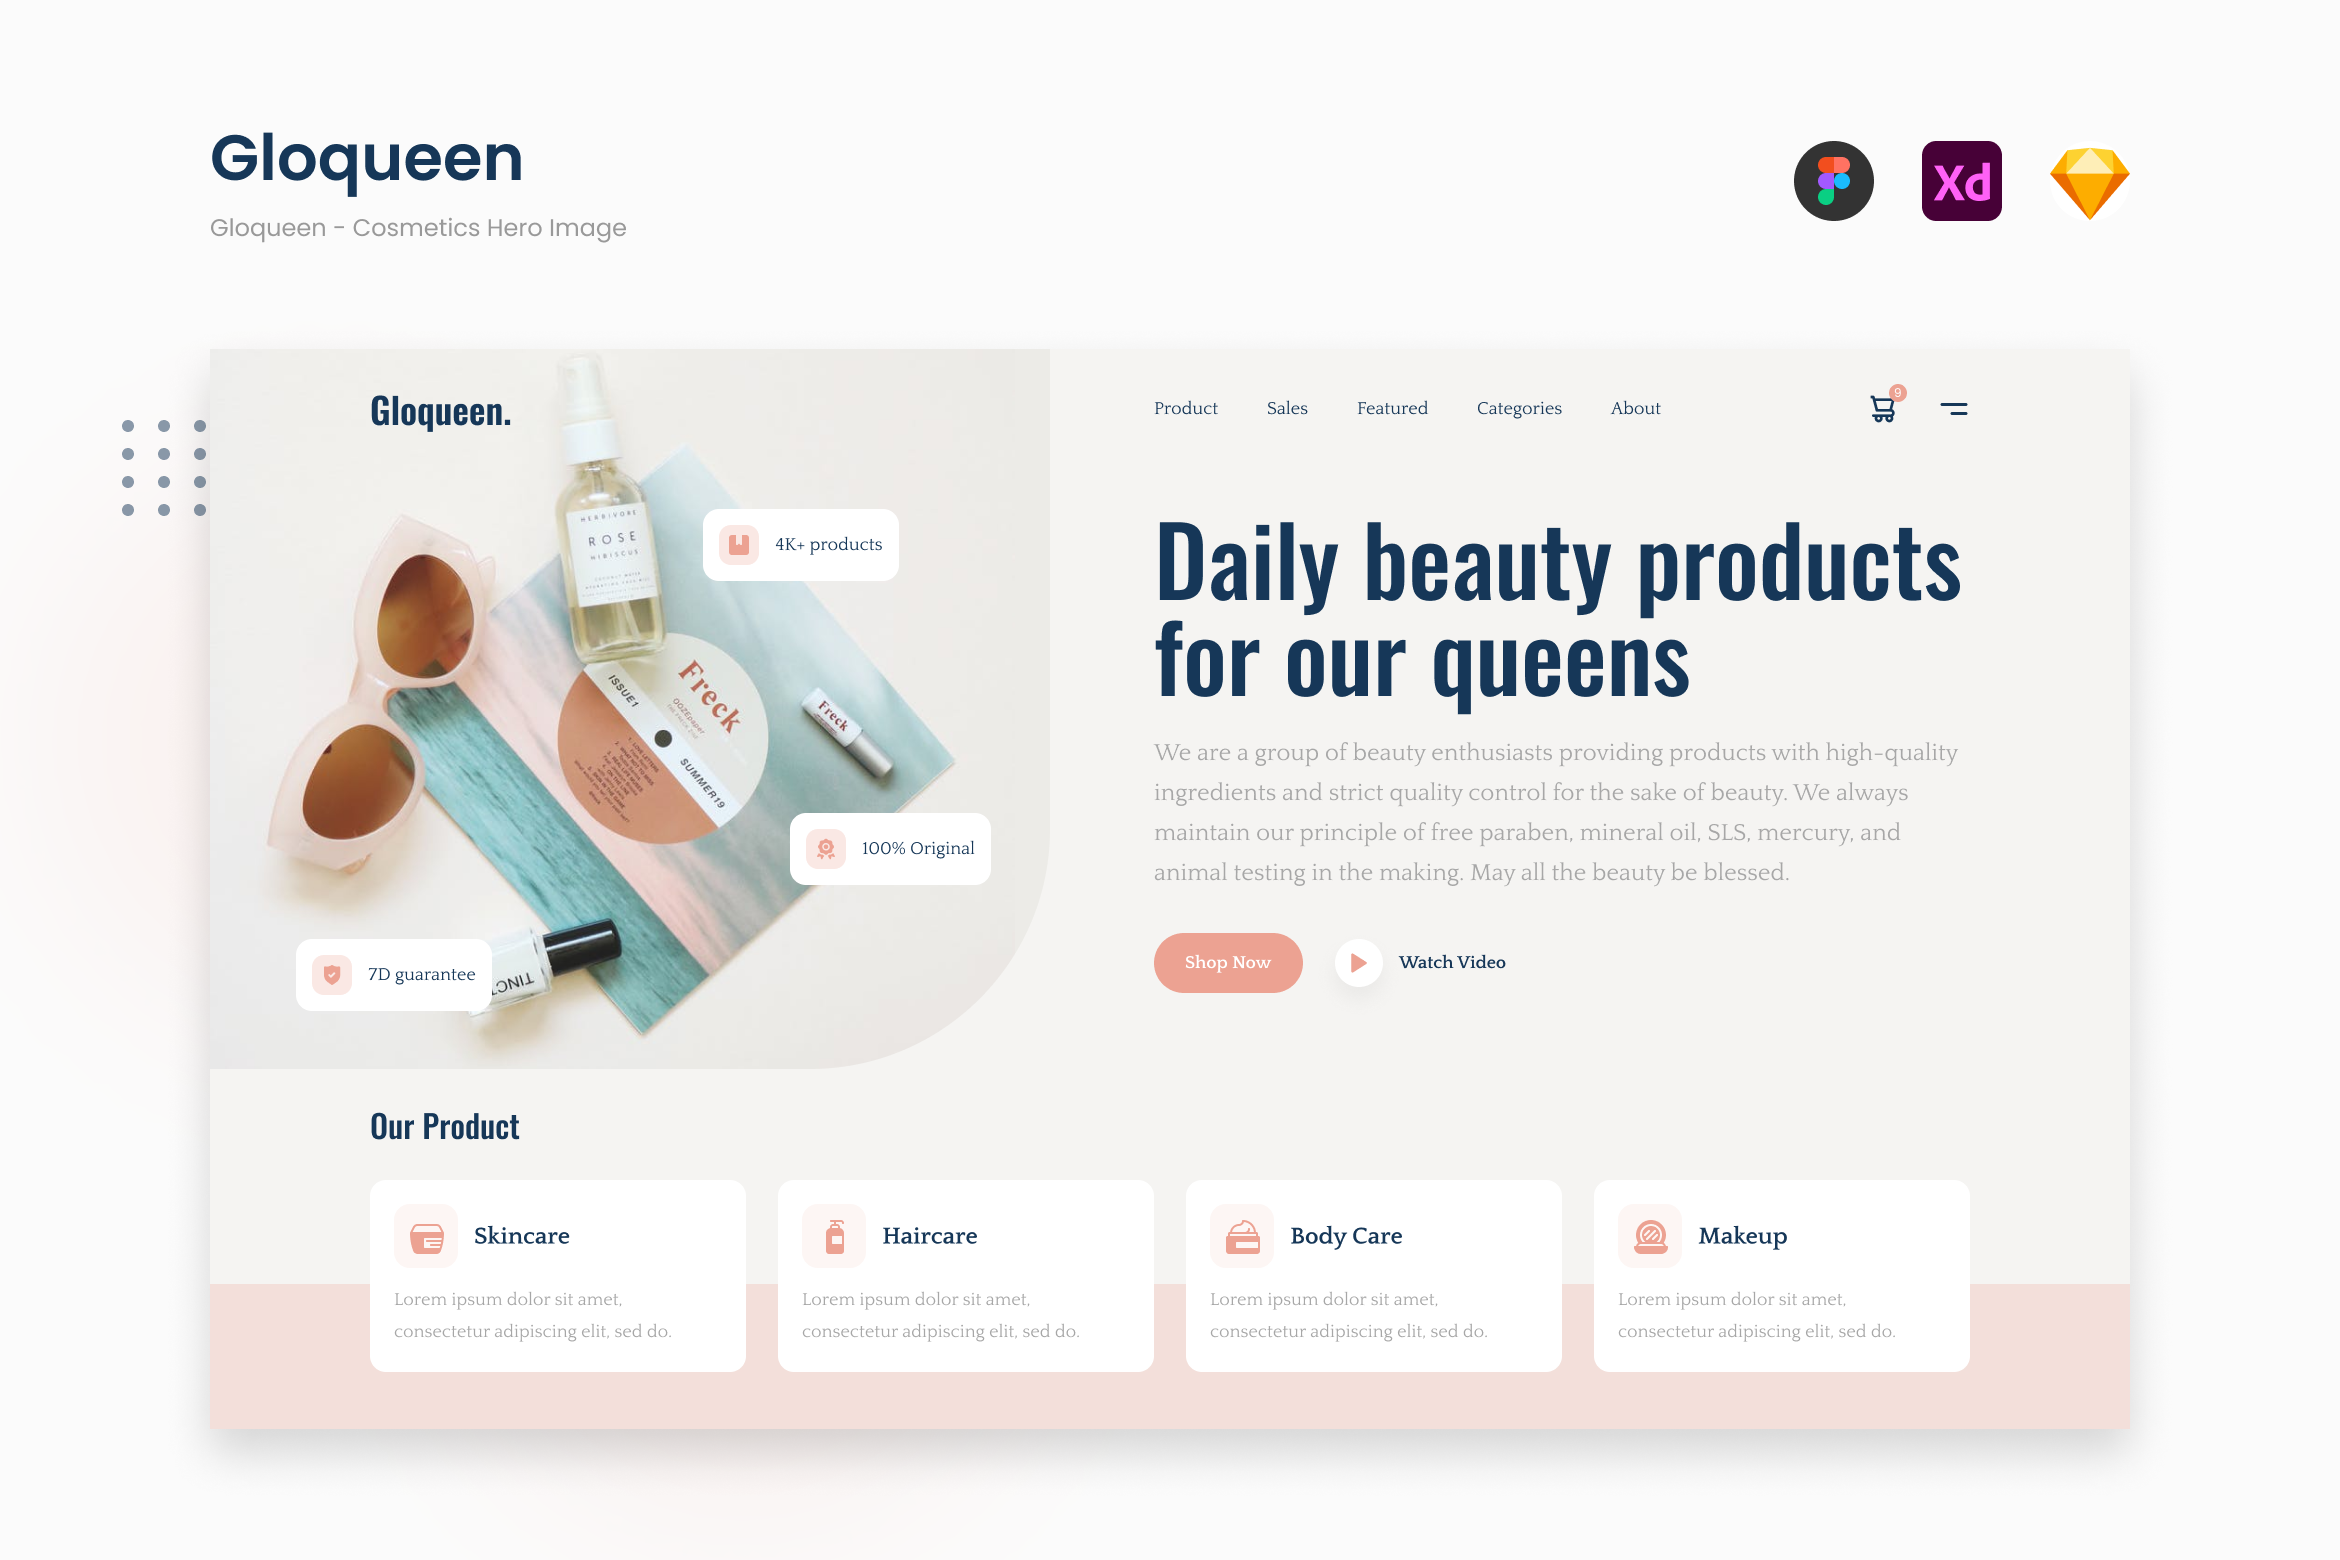 Gloqueen
Gloqueen - Cosmetics Hero Image
Xd
Gloqueen.
Product
Sales
Featured
Categories
About
9
HERBIVORE
ROSE
HIBISCUS
4K+ products
Freck
ISSUE1
SUMMER19
Freck
100% Original
7D guarantee
Daily beauty products
for our queens
We are a group of beauty enthusiasts providing products with high-quality
ingredients and strict quality control for the sake of beauty. We always
maintain our principle of free paraben, mineral oil, SLS, mercury, and
animal testing in the making. May all the beauty be blessed.
Shop Now
Watch Video
Our Product
Skincare
Lorem ipsum dolor sit amet,
consectetur adipiscing elit, sed do.
Haircare
Lorem ipsum dolor sit amet,
consectetur adipiscing elit, sed do.
Body Care
Lorem ipsum dolor sit amet,
consectetur adipiscing elit, sed do.
Makeup
Lorem ipsum dolor sit amet,
consectetur adipiscing elit, sed do.